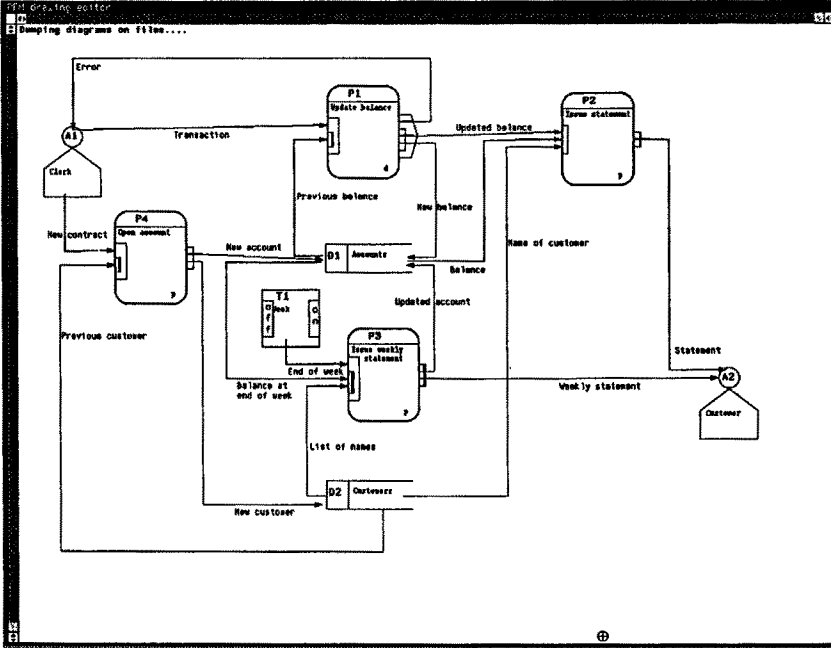 PPM drawing editor
Dumping diagrams on files....
Error
P1
Update balance
d
P2
Issue statement
P
A1
Transaction
Updated balance
Clerk
Previous balance
New balance
New contract
P4
Open account
P
New account
D1
Accounts
Name of customer
Balance
T1
Week
off
on
Updated account
Previous customer
P3
Issue weekly
statement
P
End of week
Balance at
end of week
Statement
A2
Weekly statement
Customer
List of names
D2
Customers
New customer